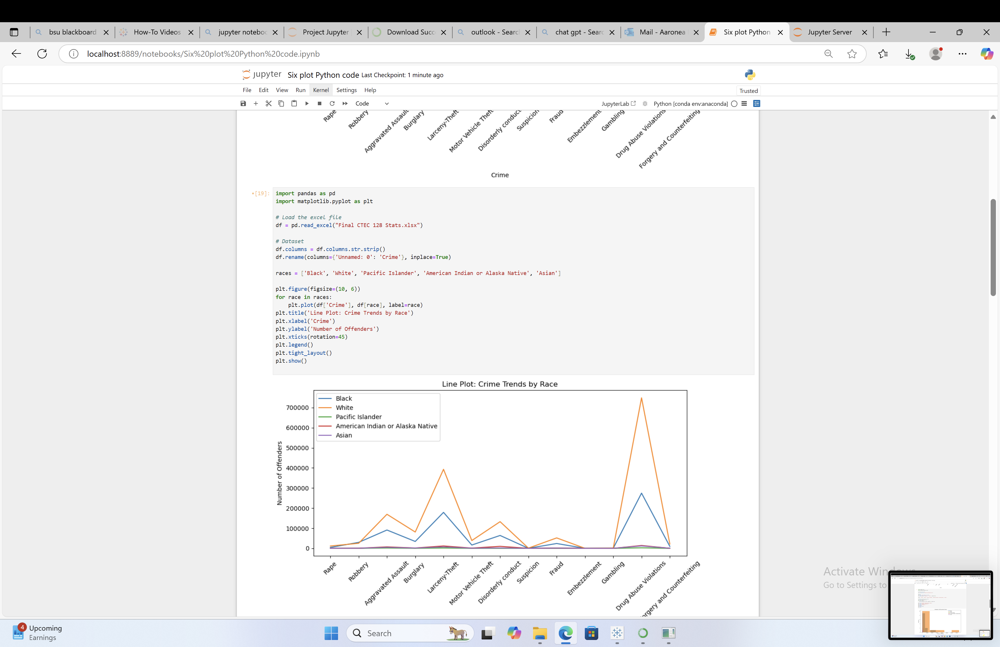 bsu blackboard
How-To Videos
jupyter noteboo
Project Jupyter
Download Succ
outlook - Searc
chat gpt - Searc
Mail - Aaronea
Six plot Python
Jupyter Server
localhost:8889/notebooks/Six%20plot%20Python%20code.ipynb
jupyter Six plot Python code Last Checkpoint: 1 minute ago
File Edit View Run Kernel Settings Help
Trusted
Code
JupyterLab
Python [conda env:anaconda]
Rape
Robbery
Aggravated Assault
Burglary
Larceny-Theft
Motor Vehicle Theft
Disorderly conduct
Suspicion
Fraud
Embezzlement
Gambling
Drug Abuse Violations
Forgery and Counterfeiting
Crime
•[19]:
import pandas as pd
import matplotlib.pyplot as plt
# Load the excel file
df = pd.read_excel("Final CTEC 128 Stats.xlsx")
# Dataset
df.columns = df.columns.str.strip()
df.rename(columns={'Unnamed: 0': 'Crime'}, inplace=True)
races = ['Black', 'White', 'Pacific Islander', 'American Indian or Alaska Native', 'Asian']
plt.figure(figsize=(10, 6))
for race in races:
    plt.plot(df['Crime'], df[race], label=race)
plt.title('Line Plot: Crime Trends by Race')
plt.xlabel('Crime')
plt.ylabel('Number of Offenders')
plt.xticks(rotation=45)
plt.legend()
plt.tight_layout()
plt.show()
Line Plot: Crime Trends by Race
Black
White
Pacific Islander
American Indian or Alaska Native
Asian
700000
600000
500000
400000
300000
200000
100000
0
Number of Offenders
Rape
Robbery
Aggravated Assault
Burglary
Larceny-Theft
Motor Vehicle Theft
Disorderly conduct
Suspicion
Fraud
Embezzlement
Gambling
Drug Abuse Violations
orgery and Counterfeiting
Activate Windows
Go to Settings to
4
Upcoming
Earnings
Search